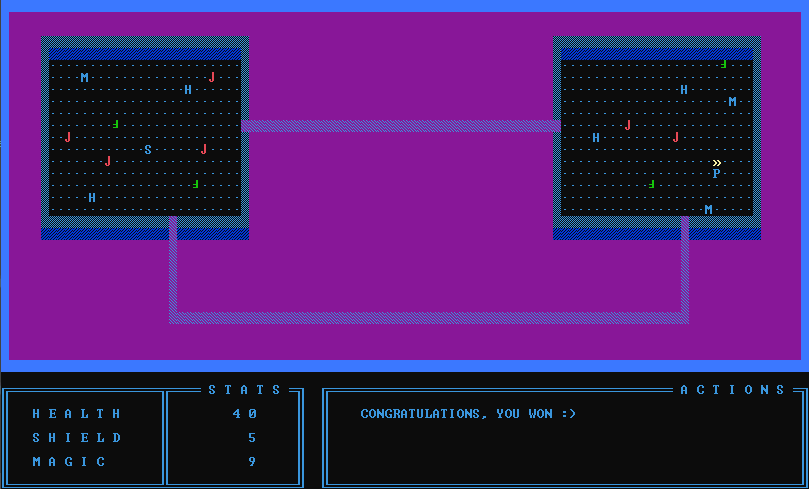 Ⅎ
M J
H H
M
Ⅎ J
J H J
S J
J »
P
Ⅎ Ⅎ
H
M
STATS ACTIONS
HEALTH 40 CONGRATULATIONS, YOU WON :)
SHIELD 5
MAGIC 9